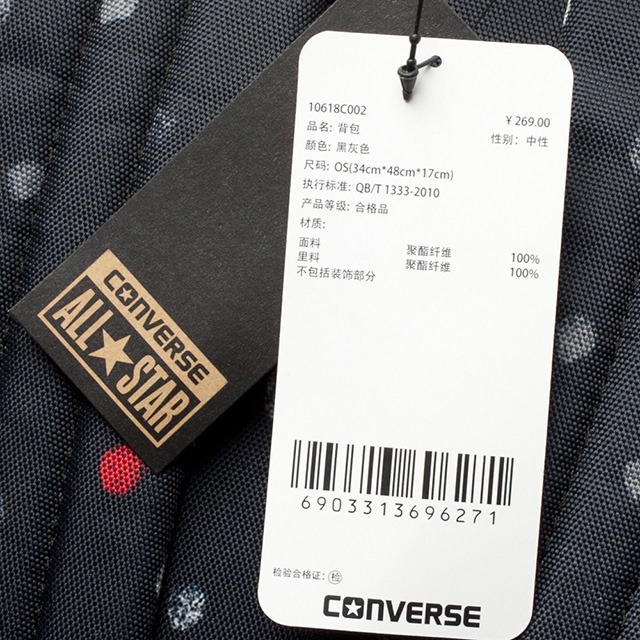 10618C002
¥ 269.00
品名: 背包
性别: 中性
颜色: 黑灰色
尺码: OS(34cm*48cm*17cm)
执行标准: QB/T 1333-2010
产品等级: 合格品
材质:
面料 聚酯纤维 100%
里料 聚酯纤维 100%
不包括装饰部分
CONVERSE
ALL STAR
6903313696271
检验合格证: 检
CONVERSE